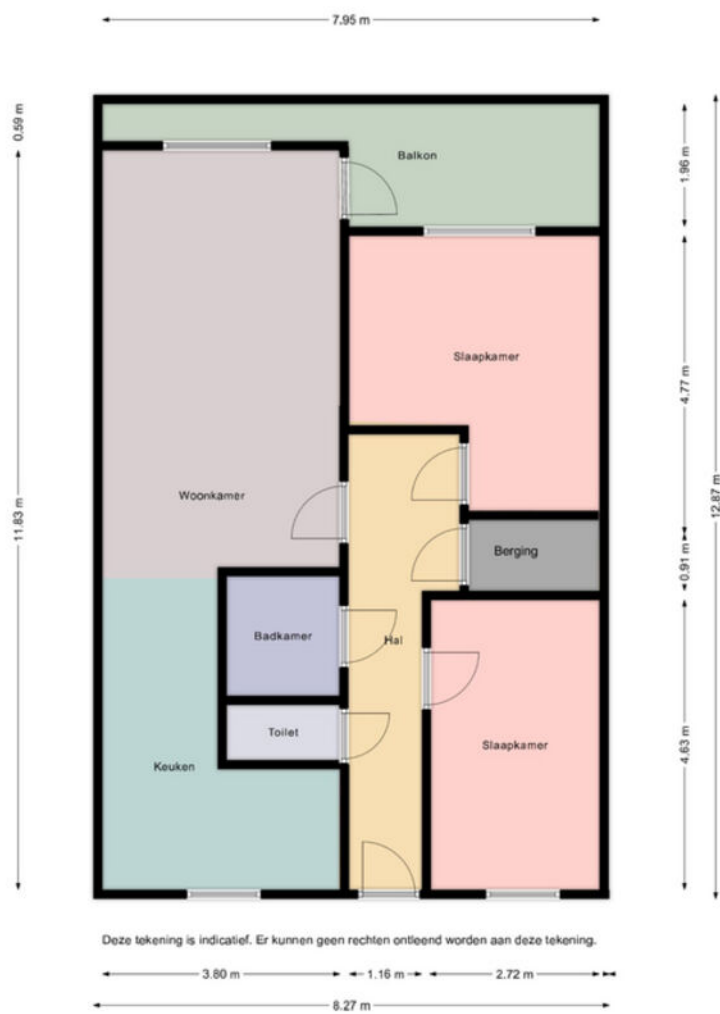 7.95 m
0.59 m
Balkon
1.96 m
Slaapkamer
4.77 m
Woonkamer
11.83 m
12.87 m
Berging
0.91 m
Badkamer
Hal
Toilet
Slaapkamer
4.63 m
Keuken
Deze tekening is indicatief. Er kunnen geen rechten ontleend worden aan deze tekening.
3.80 m
1.16 m
2.72 m
8.27 m